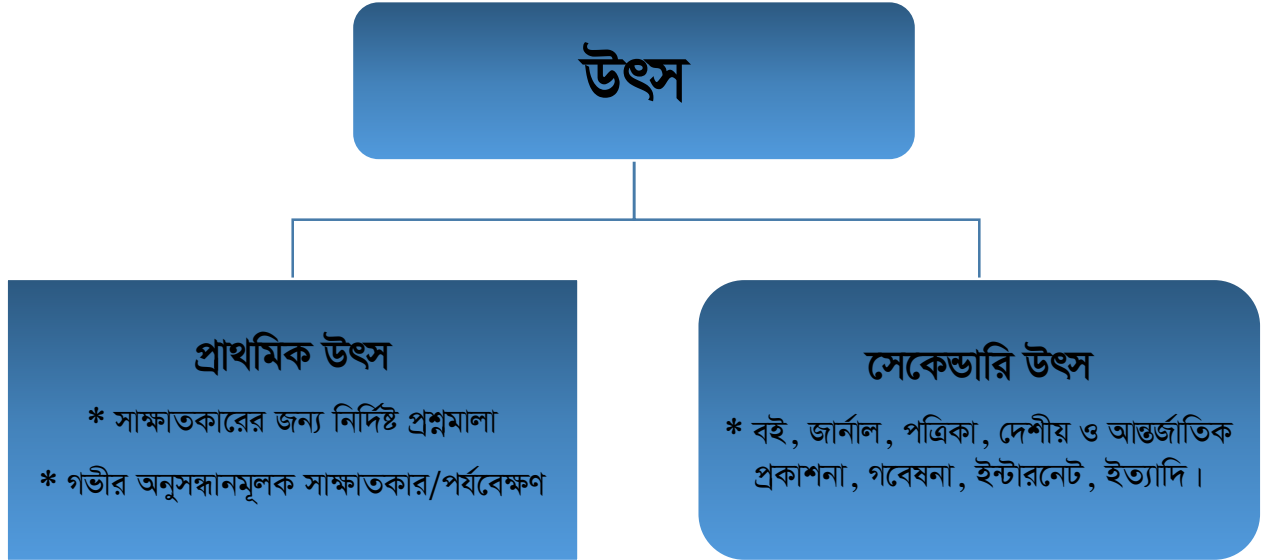 উৎস
প্রাথমিক উৎস
* সাক্ষাতকারের জন্য নির্দিষ্ট প্রশ্নমালা
* গভীর অনুসন্ধানমূলক সাক্ষাতকার/পর্যবেক্ষণ
সেকেন্ডারি উৎস
* বই, জার্নাল, পত্রিকা, দেশীয় ও আন্তর্জাতিক
প্রকাশনা, গবেষনা, ইন্টারনেট, ইত্যাদি।